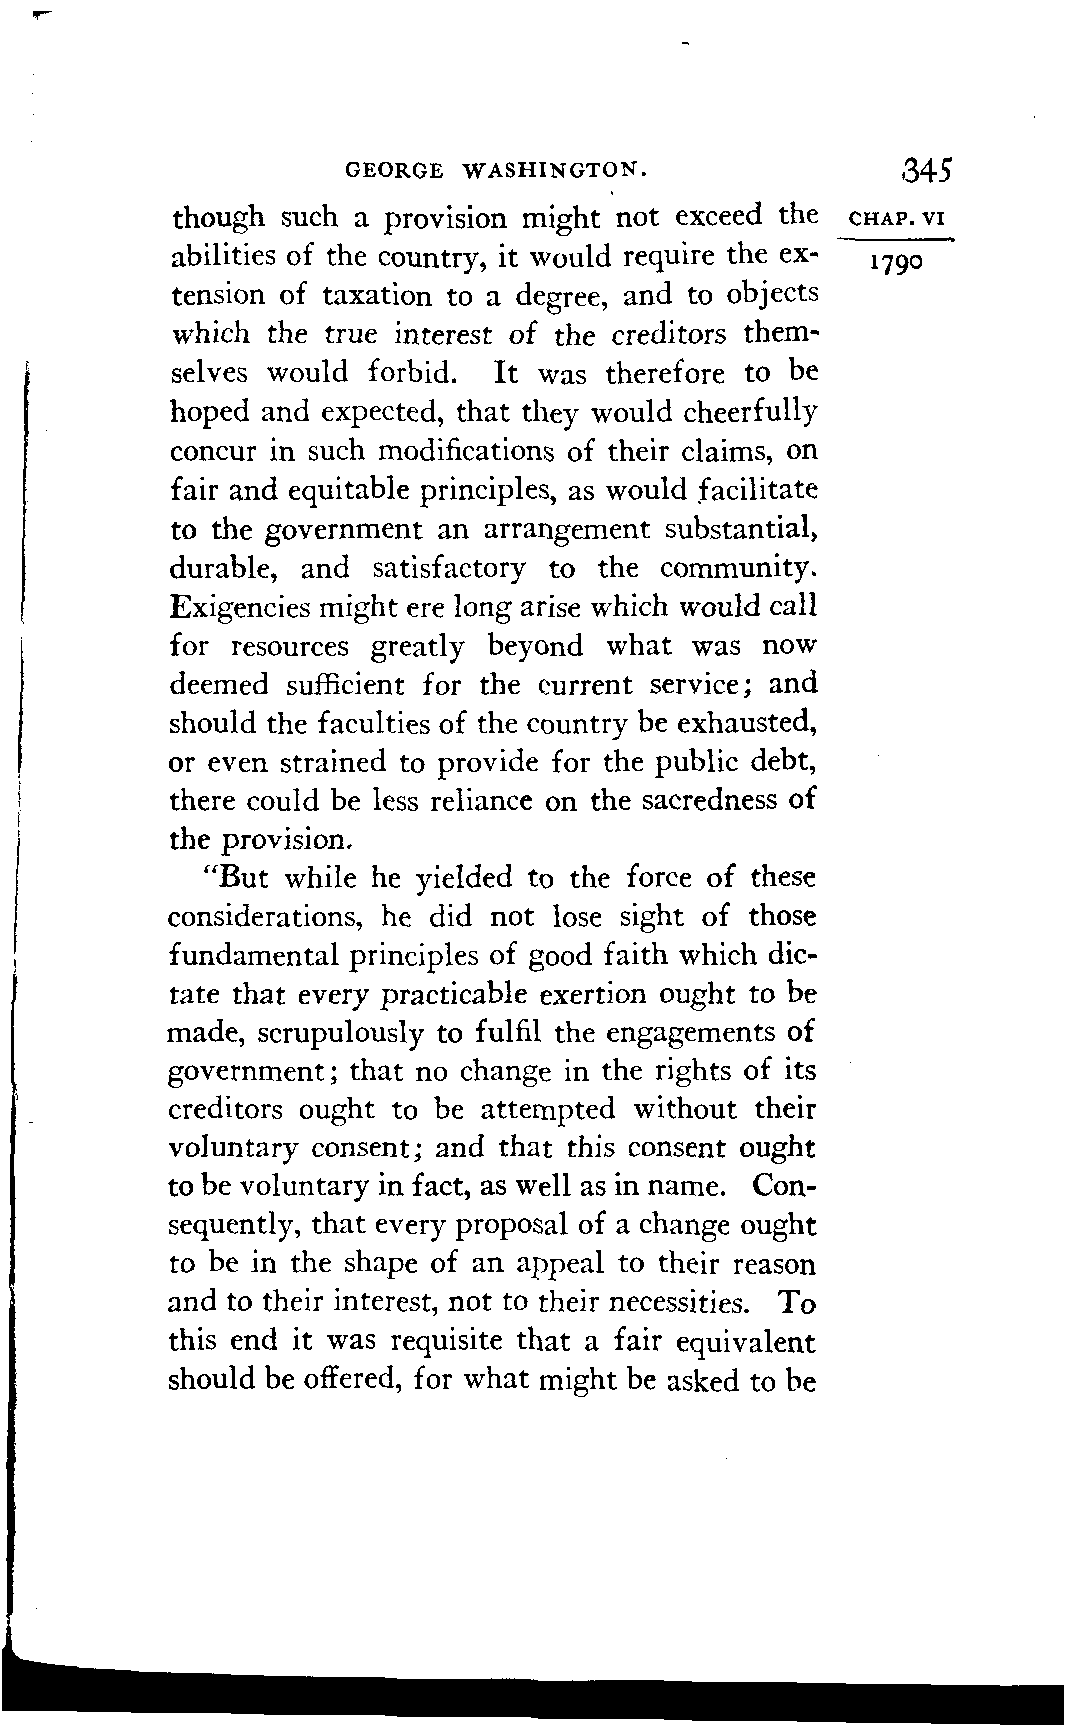 GEORGE WASHINGTON. 345
CHAP. VI
1790
though such a provision might not exceed the
abilities of the country, it would require the ex-
tension of taxation to a degree, and to objects
which the true interest of the creditors them-
selves would forbid. It was therefore to be
hoped and expected, that they would cheerfully
concur in such modifications of their claims, on
fair and equitable principles, as would facilitate
to the government an arrangement substantial,
durable, and satisfactory to the community.
Exigencies might ere long arise which would call
for resources greatly beyond what was now
deemed sufficient for the current service; and
should the faculties of the country be exhausted,
or even strained to provide for the public debt,
there could be less reliance on the sacredness of
the provision.
"But while he yielded to the force of these
considerations, he did not lose sight of those
fundamental principles of good faith which dic-
tate that every practicable exertion ought to be
made, scrupulously to fulfil the engagements of
government; that no change in the rights of its
creditors ought to be attempted without their
voluntary consent; and that this consent ought
to be voluntary in fact, as well as in name. Con-
sequently, that every proposal of a change ought
to be in the shape of an appeal to their reason
and to their interest, not to their necessities. To
this end it was requisite that a fair equivalent
should be offered, for what might be asked to be